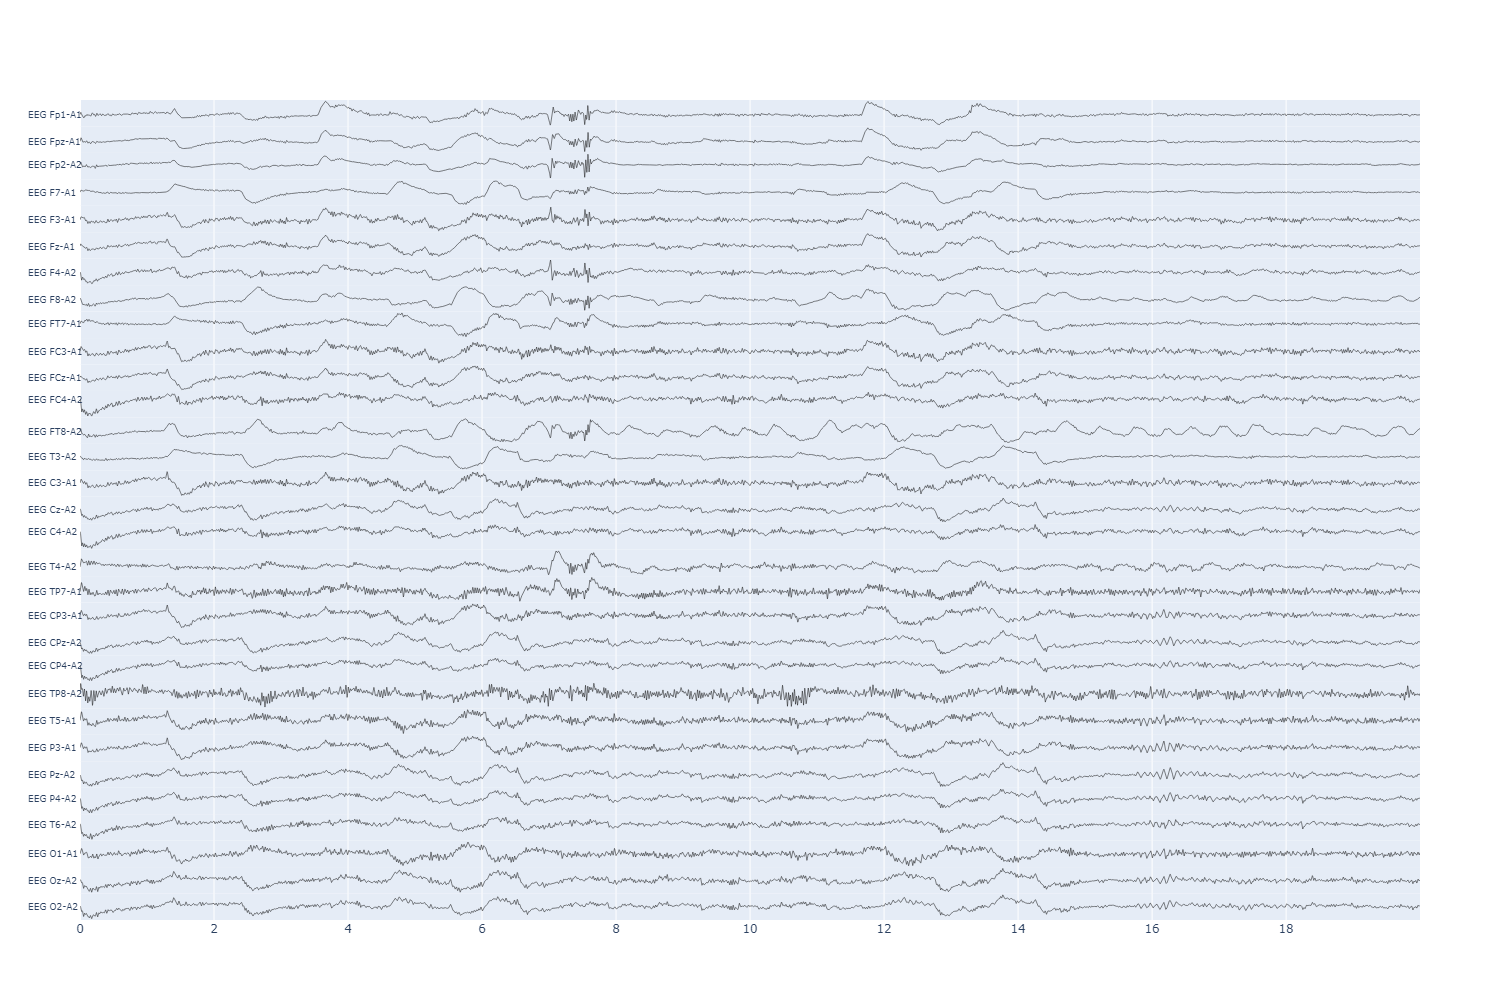 EEG Fp1-A1
EEG Fpz-A1
EEG Fp2-A2
EEG F7-A1
EEG F3-A1
EEG Fz-A1
EEG F4-A2
EEG F8-A2
EEG FT7-A1
EEG FC3-A1
EEG FCz-A1
EEG FC4-A2
EEG FT8-A2
EEG T3-A2
EEG C3-A1
EEG Cz-A2
EEG C4-A2
EEG T4-A2
EEG TP7-A1
EEG CP3-A1
EEG CPz-A2
EEG CP4-A2
EEG TP8-A2
EEG T5-A1
EEG P3-A1
EEG Pz-A2
EEG P4-A2
EEG T6-A2
EEG O1-A1
EEG Oz-A2
EEG O2-A2
0 2 4 6 8 10 12 14 16 18